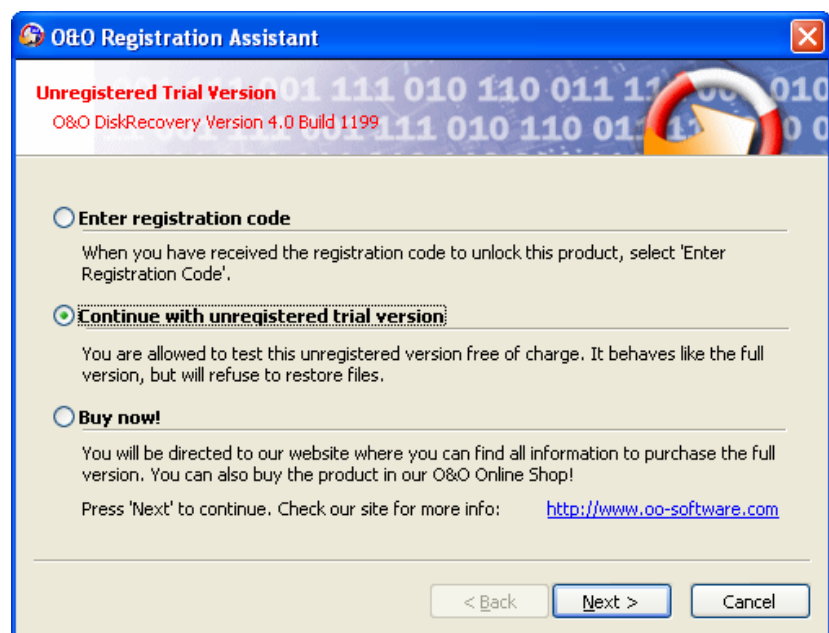 O&O Registration Assistant
Unregistered Trial Version
O&O DiskRecovery Version 4.0 Build 1199
Enter registration code
When you have received the registration code to unlock this product, select 'Enter
Registration Code'.
Continue with unregistered trial version
You are allowed to test this unregistered version free of charge. It behaves like the full
version, but will refuse to restore files.
Buy now!
You will be directed to our website where you can find all information to purchase the full
version. You can also buy the product in our O&O Online Shop!
Press 'Next' to continue. Check our site for more info: http://www.oo-software.com
< Back Next > Cancel